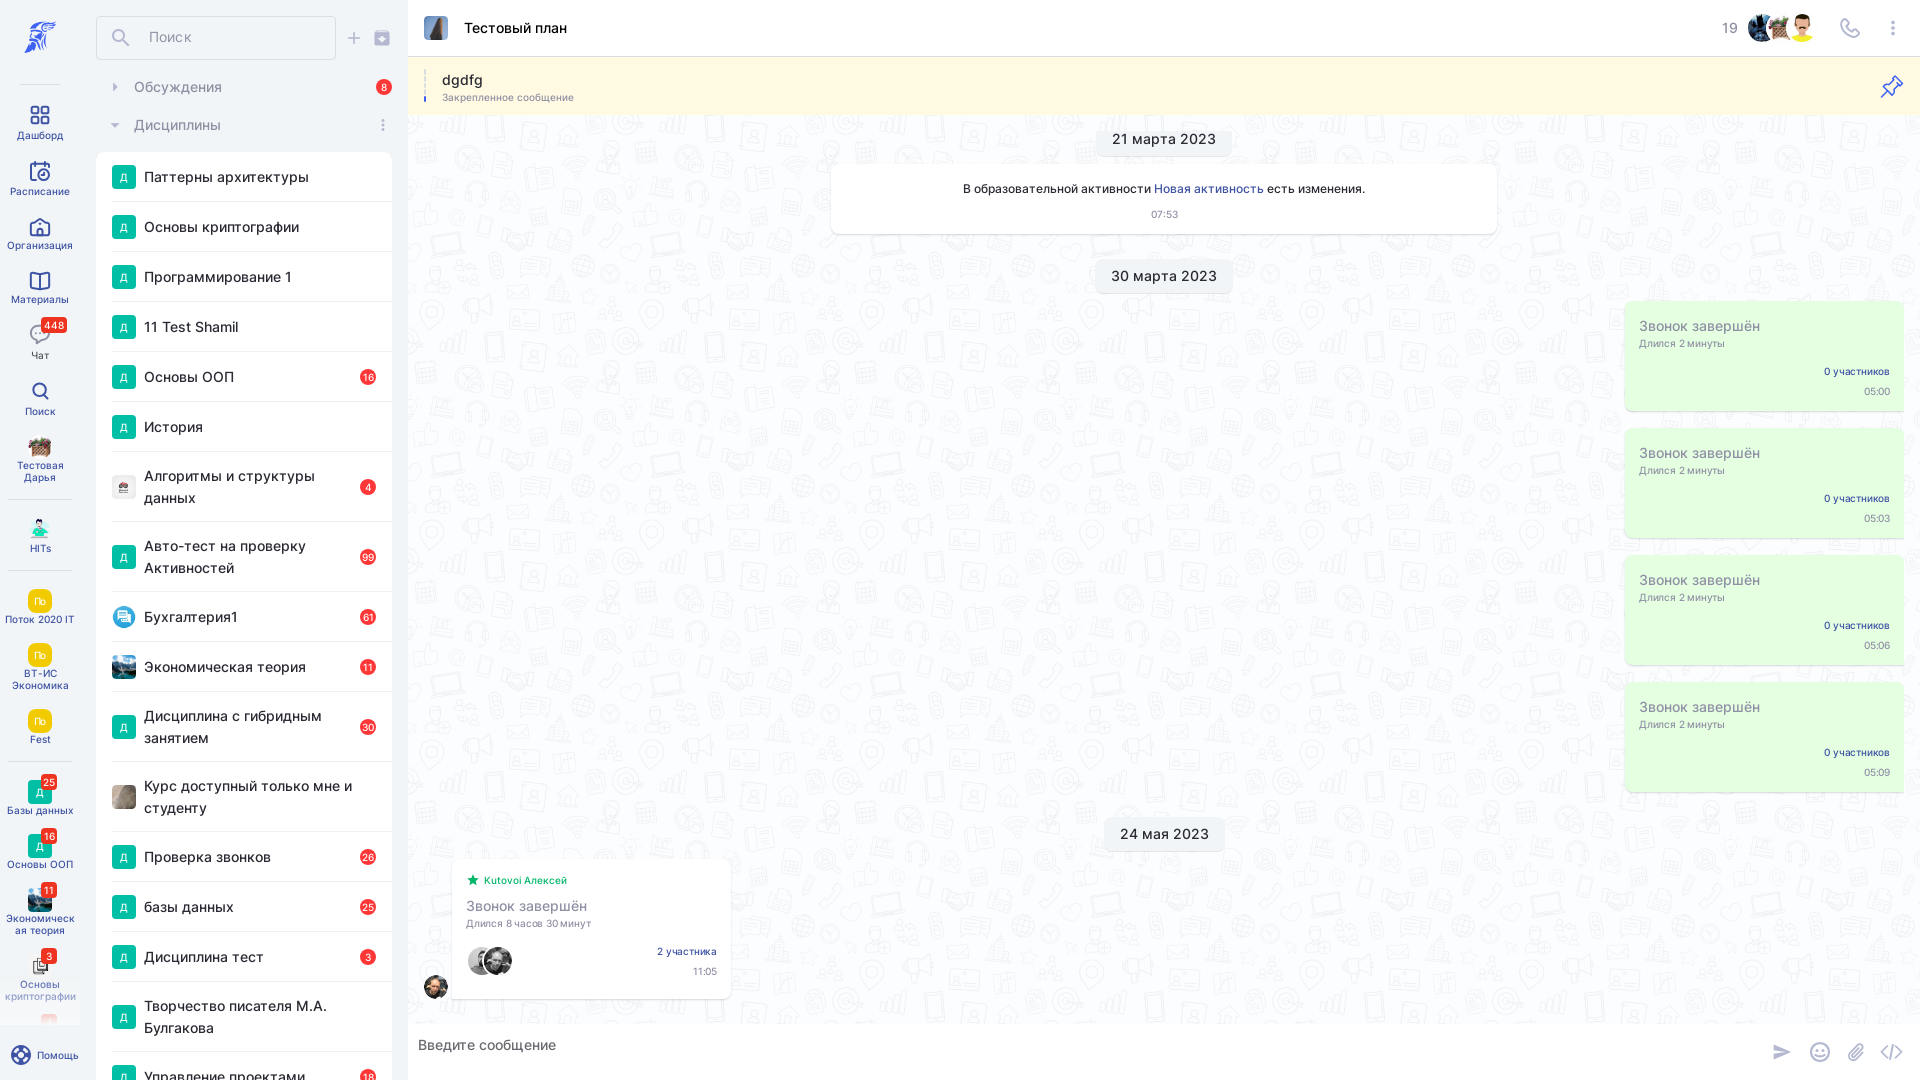 Дашборд
Расписание
Организация
Материалы
448
Чат
Поиск
Тестовая
Дарья
HITs
По
Поток 2020 IT
По
ВТ-ИС
Экономика
По
Fest
25
Д
Базы данных
16
Д
Основы ООП
11
Экономическ
ая теория
3
Основы
криптографии
Помощь
Поиск
Обсуждения
8
Дисциплины
Д
Паттерны архитектуры
Д
Основы криптографии
Д
Программирование 1
Д
11 Test Shamil
Д
Основы ООП
16
Д
История
Алгоритмы и структуры
данных
4
Д
Авто-тест на проверку
Активностей
99
Бухгалтерия1
61
Экономическая теория
11
Д
Дисциплина с гибридным
занятием
30
Курс доступный только мне и
студенту
Д
Проверка звонков
26
Д
базы данных
25
Д
Дисциплина тест
3
Д
Творчество писателя М.А.
Булгакова
Д
Управление проектами
18
Тестовый план
19
dgdfg
Закрепленное сообщение
21 марта 2023
В образовательной активности Новая активность есть изменения.
07:53
30 марта 2023
Звонок завершён
Длился 2 минуты
0 участников
05:00
Звонок завершён
Длился 2 минуты
0 участников
05:03
Звонок завершён
Длился 2 минуты
0 участников
05:06
Звонок завершён
Длился 2 минуты
0 участников
05:09
24 мая 2023
Kutovoi Алексей
Звонок завершён
Длился 8 часов 30 минут
2 участника
11:05
Введите сообщение